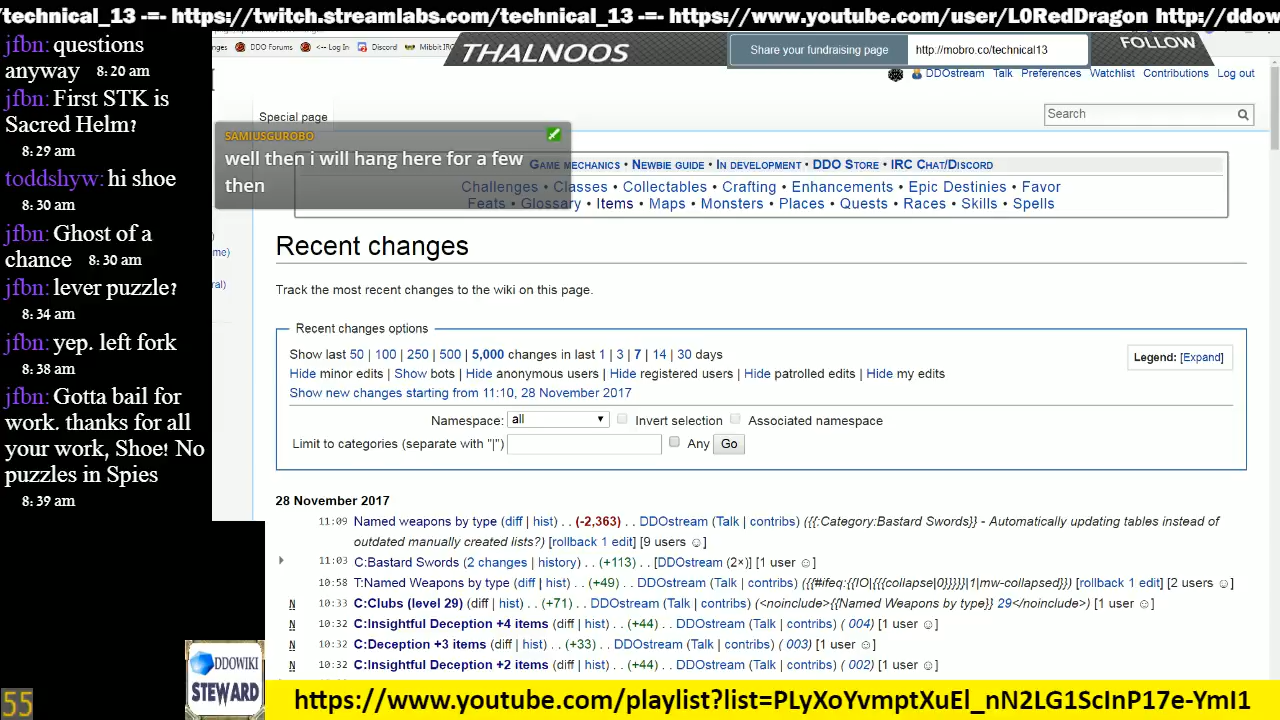 /technical_13 -=- https://twitch.streamlabs.com/technical_13 -=- https://www.youtube.com/user/L0RedDragon http://ddow
jfbn: questions
anyway 8:20 am
jfbn: First STK is
Sacred Helm?
8:29 am
toddshyw: hi shoe
8:30 am
jfbn: Ghost of a
chance 8:30 am
jfbn: lever puzzle?
8:34 am
jfbn: yep. left fork
8:38 am
jfbn: Gotta bail for
work. thanks for all
your work, Shoe! No
puzzles in Spies
8:39 am
DDO Forums <-- Log In Discord Mibbit
THALNOOS
Share your fundraising page http://mobro.co/technical13
FOLLOW
DDOstream Talk Preferences Watchlist Contributions Log out
Special page
Search
SAMIUSGUROBO
well then i will hang here for a few
then
Game mechanics • Newbie guide • In development • DDO Store • IRC Chat/Discord
Challenges • Classes • Collectables • Crafting • Enhancements • Epic Destinies • Favor
Feats • Glossary • Items • Maps • Monsters • Places • Quests • Races • Skills • Spells
Recent changes
Track the most recent changes to the wiki on this page.
Recent changes options
Show last 50 | 100 | 250 | 500 | 5,000 changes in last 1 | 3 | 7 | 14 | 30 days
Legend: [Expand]
Hide minor edits | Show bots | Hide anonymous users | Hide registered users | Hide patrolled edits | Hide my edits
Show new changes starting from 11:10, 28 November 2017
Namespace: all Invert selection Associated namespace
Limit to categories (separate with "|") Any Go
28 November 2017
11:09 Named weapons by type (diff | hist) . . (-2,363) . . DDOstream (Talk | contribs) ({{:Category:Bastard Swords}} - Automatically updating tables instead of
outdated manually created lists?) [rollback 1 edit] [9 users ☺]
11:03 C:Bastard Swords (2 changes | history) . . (+113) . . [DDOstream (2×)] [1 user ☺]
10:58 T:Named Weapons by type (diff | hist) . . (+49) . . DDOstream (Talk | contribs) ({{#ifeq:{{IO|{{{collapse|0}}}}}|1|mw-collapsed}}) [rollback 1 edit] [2 users ☺]
N 10:33 C:Clubs (level 29) (diff | hist) . . (+71) . . DDOstream (Talk | contribs) (<noinclude>{{Named Weapons by type}} 29</noinclude>) [1 user ☺]
N 10:32 C:Insightful Deception +4 items (diff | hist) . . (+44) . . DDOstream (Talk | contribs) ( 004) [1 user ☺]
N 10:32 C:Deception +3 items (diff | hist) . . (+33) . . DDOstream (Talk | contribs) ( 003) [1 user ☺]
N 10:32 C:Insightful Deception +2 items (diff | hist) . . (+44) . . DDOstream (Talk | contribs) ( 002) [1 user ☺]
DDOWIKI
STEWARD
55
https://www.youtube.com/playlist?list=PLyXoYvmptXuEl_nN2LG1ScInP17e-YmI1